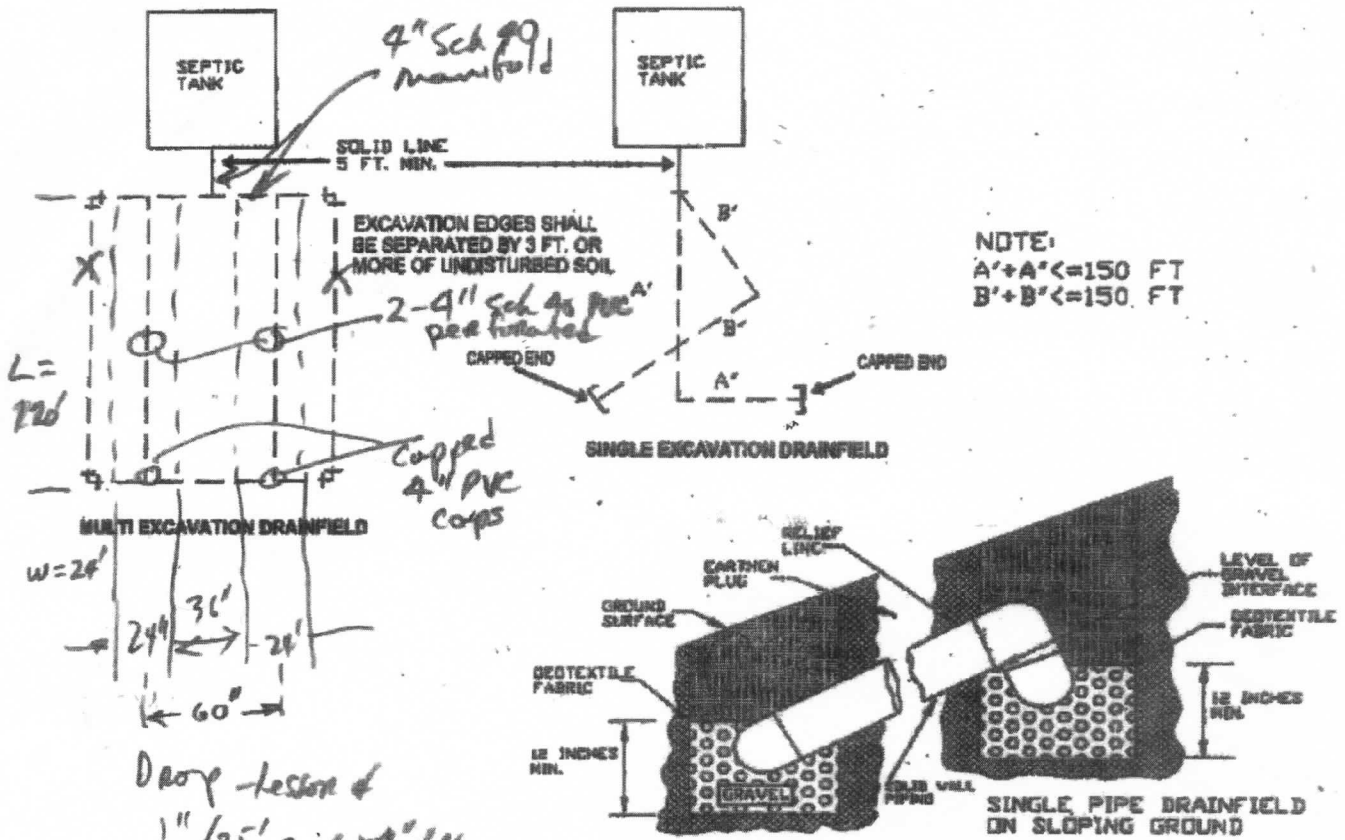 SEPTIC
TANK
4" Sch 40
manifold
SEPTIC
TANK
SOLID LINE
5 FT. MIN.
EXCAVATION EDGES SHALL
BE SEPARATED BY 3 FT. OR
MORE OF UNDISTURBED SOIL
B'
NOTE:
A'+A"<=150 FT
B'+B'<=150 FT
X
2-4" Sch 40 PVC
perforated
A'
B'
CAPPED END
CAPPED END
A"
L=
Capped
4" PVC
caps
SINGLE EXCAVATION DRAINFIELD
MULTI EXCAVATION DRAINFIELD
W=24'
24"
36"
24'
60"
RELIEF
LINE
EARTHEN
PLUG
GROUND
SURFACE
LEVEL OF
GRAVEL
INTERFACE
GEOTEXTILE
FABRIC
GEOTEXTILE
FABRIC
12 INCHES
MIN.
12 INCHES
MIN.
GRAVEL
SOLID WALL
PIPING
SINGLE PIPE DRAINFIELD
ON SLOPING GROUND
Drop
1"/25'